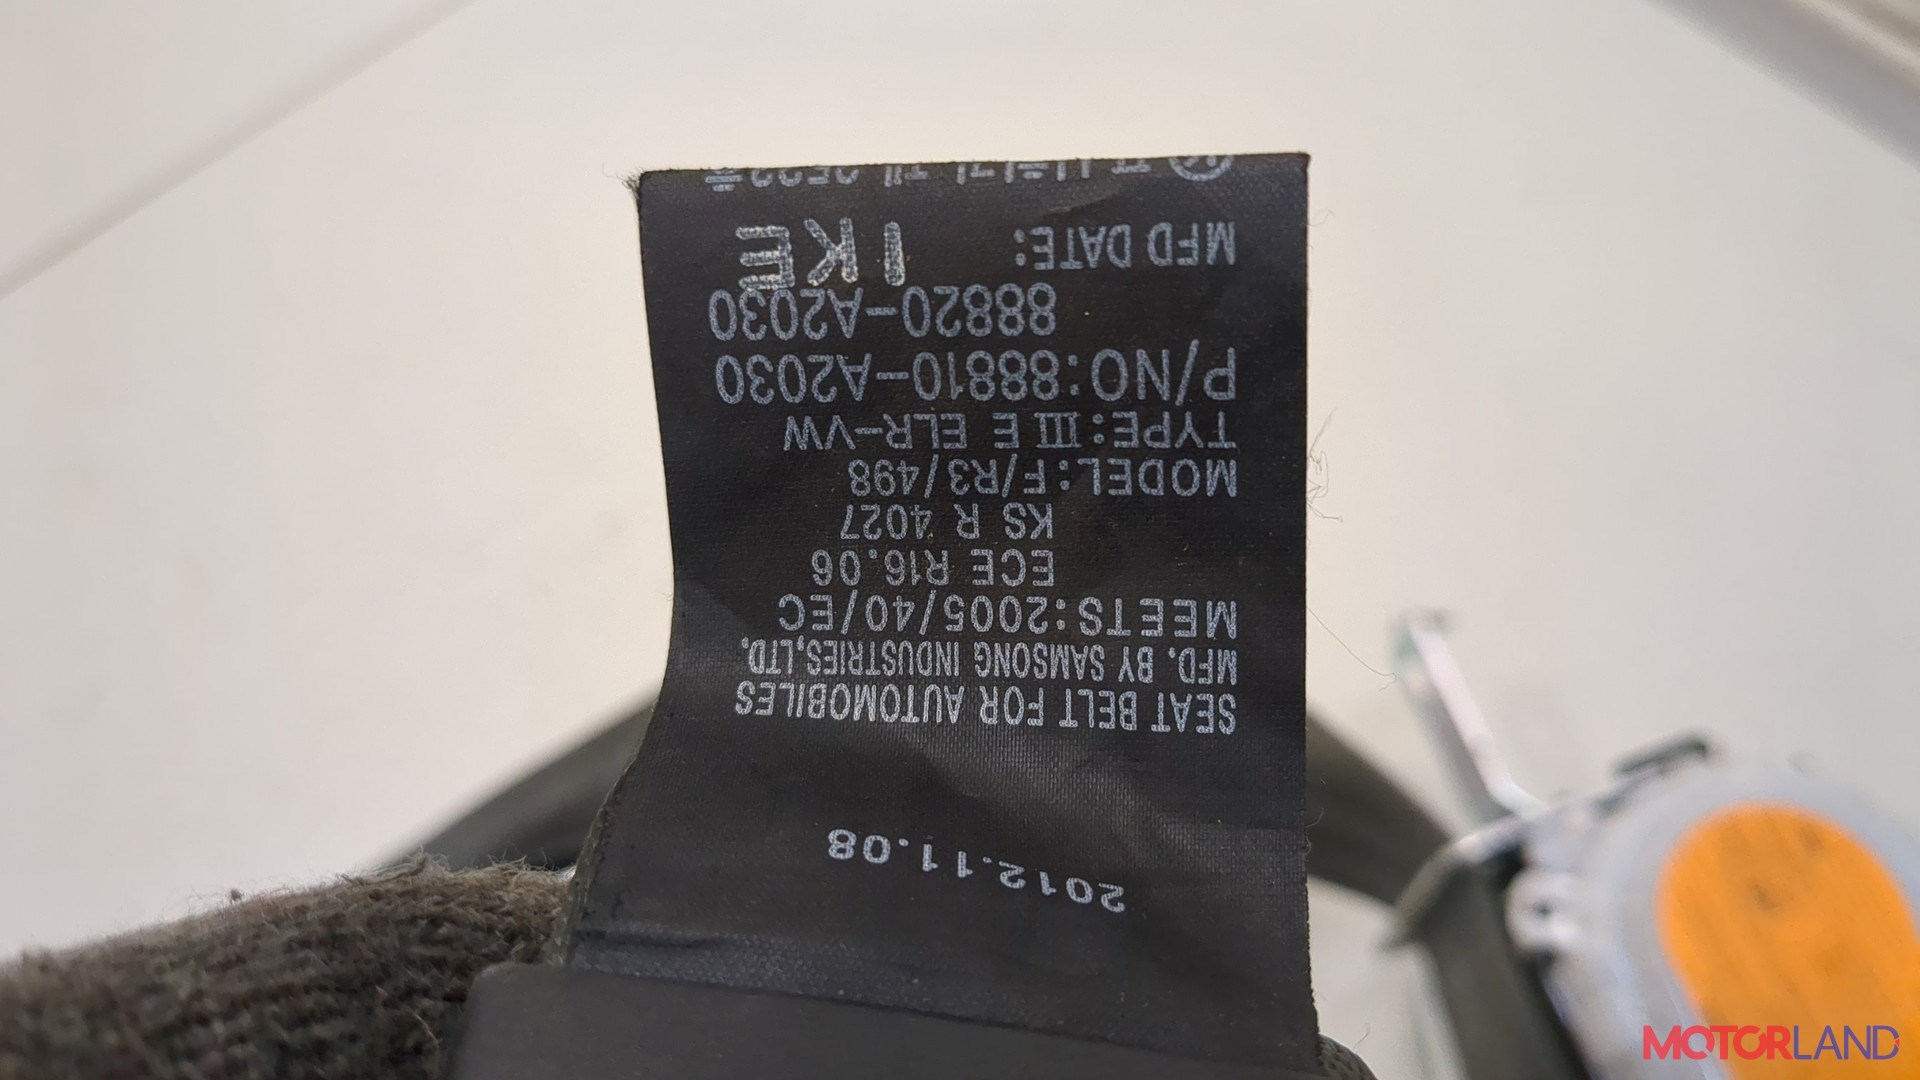 2012.11.08
SEAT BELT FOR AUTOMOBILES
MFD. BY SAMSONG INDUSTRIES,LTD.
MEETS:2005/40/EC
ECE R16.06
KS R 4027
MODEL:F/R3/498
TYPE:III E ELR-VW
P/NO:88810-A2030
88820-A2030
MFD DATE: 1KE
MOTORLAND